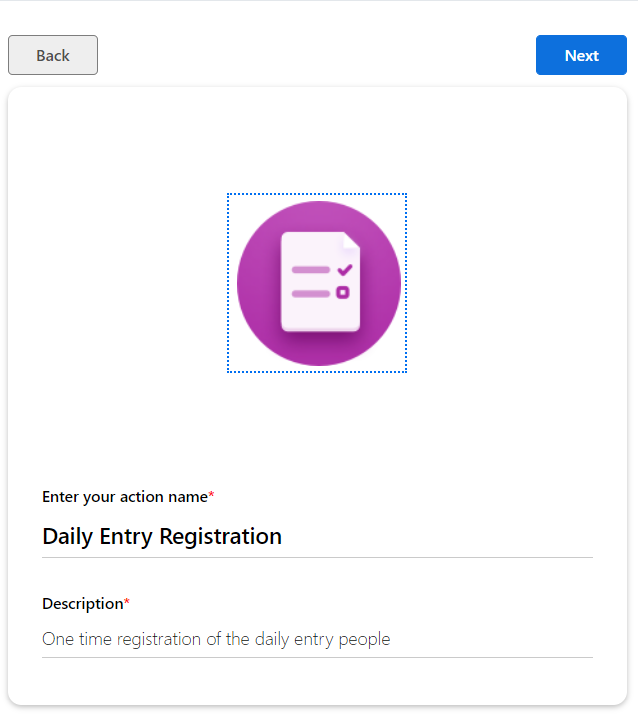 Back
Next
Enter your action name*
Daily Entry Registration
Description*
One time registration of the daily entry people